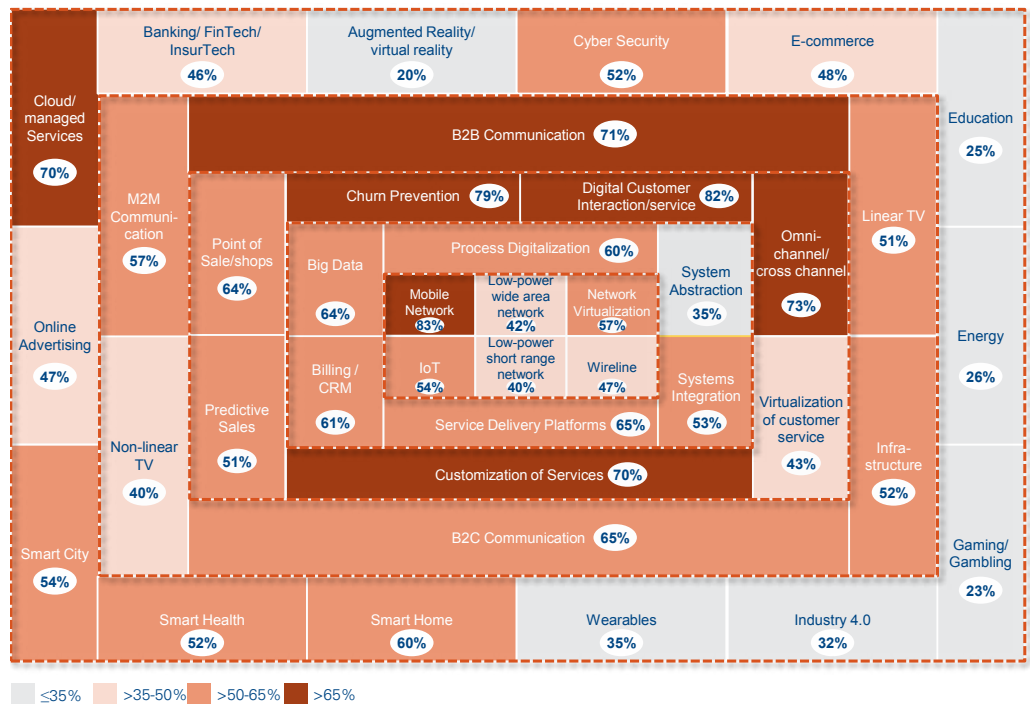 Banking/ FinTech/
InsurTech
46%
Augmented Reality/
virtual reality
20%
Cyber Security
52%
E-commerce
48%
Cloud/
managed
Services
70%
Education
25%
B2B Communication 71%
M2M
Communi-
cation
57%
Linear TV
51%
Churn Prevention 79%
Digital Customer
Interaction/service 82%
Point of
Sale/shops
64%
Omni-
channel/
cross channel
73%
Big Data
64%
Process Digitalization 60%
System
Abstraction
35%
Mobile
Network
83%
Low-power
wide area
network
42%
Network
Virtualization
57%
Online
Advertising
47%
Energy
26%
IoT
54%
Low-power
short range
network
40%
Wireline
47%
Billing /
CRM
61%
Systems
Integration
53%
Predictive
Sales
51%
Virtualization
of customer
service
43%
Service Delivery Platforms 65%
Non-linear
TV
40%
Infra-
structure
52%
Customization of Services 70%
B2C Communication 65%
Smart City
54%
Gaming/
Gambling
23%
Smart Health
52%
Smart Home
60%
Wearables
35%
Industry 4.0
32%
≤35% >35-50% >50-65% >65%